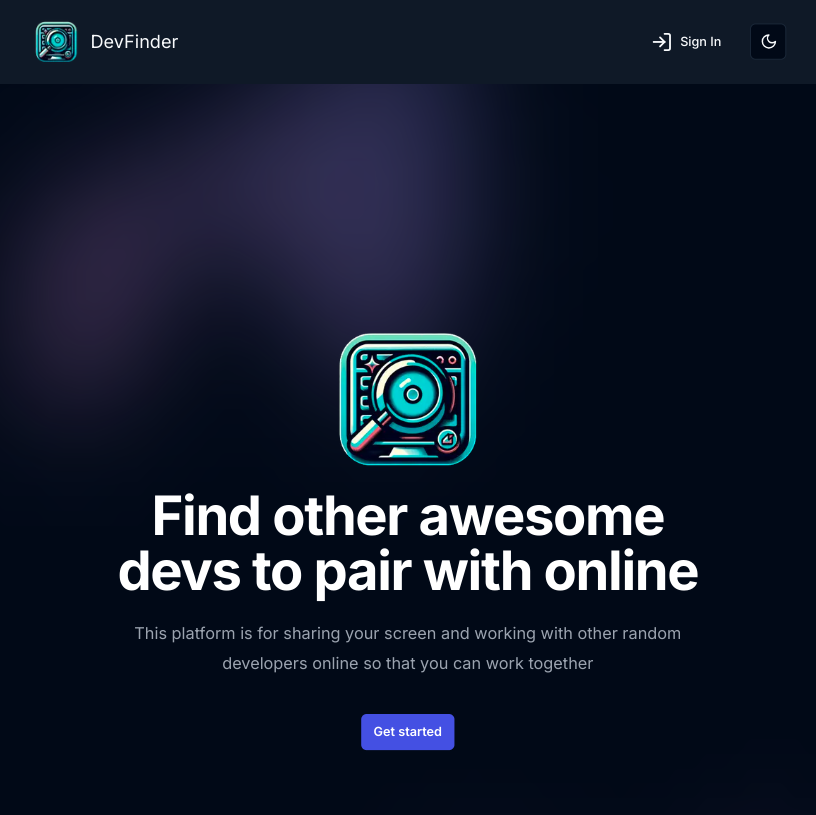 DevFinder
Sign In
Find other awesome
devs to pair with online
This platform is for sharing your screen and working with other random
developers online so that you can work together
Get started